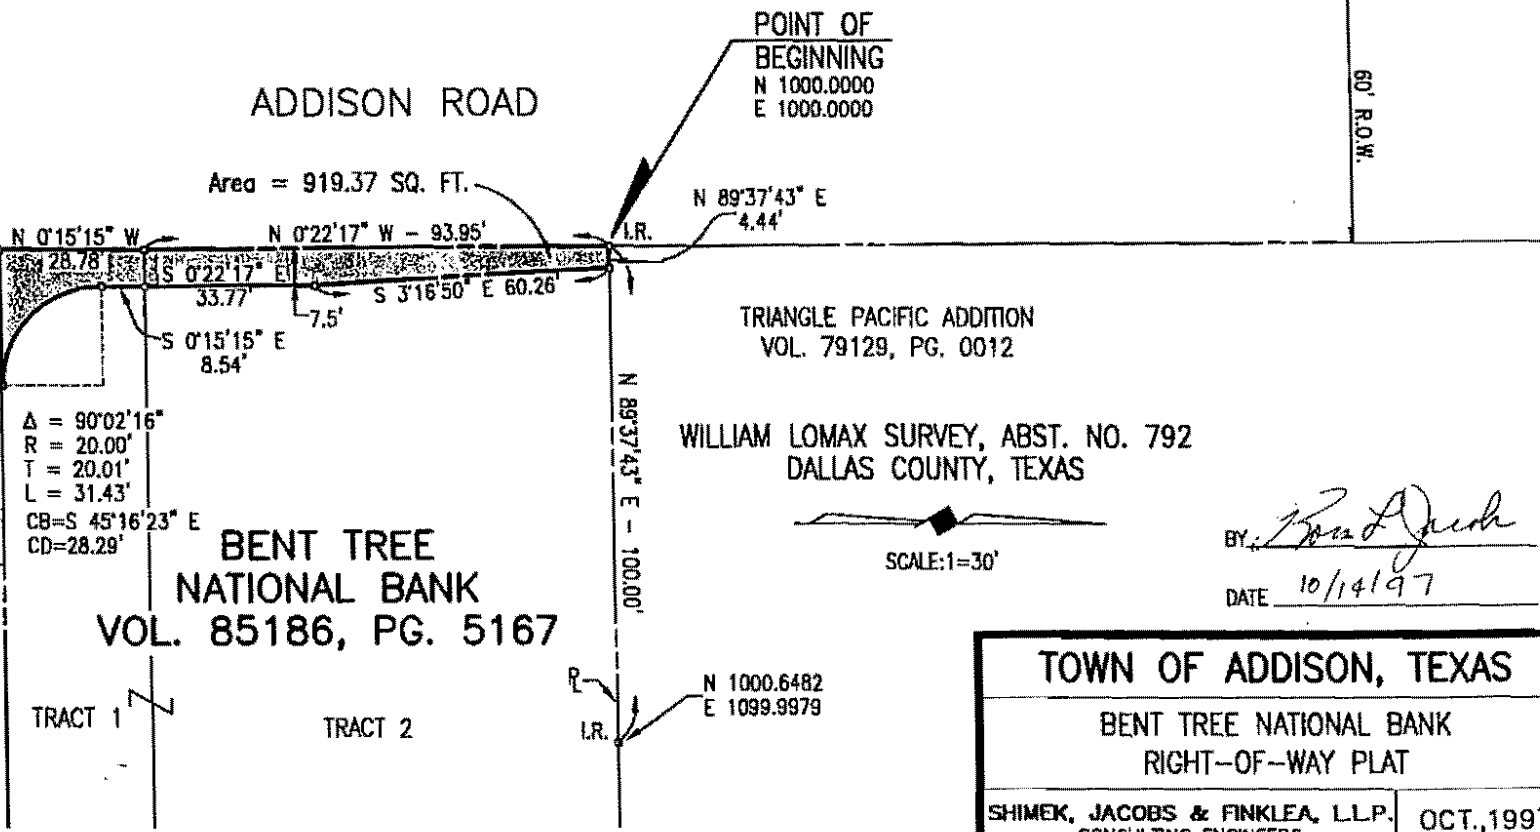 POINT OF
BEGINNING
N 1000.0000
E 1000.0000
ADDISON ROAD
60' R.O.W.
Area = 919.37 SQ. FT.
N 89°37'43" E
4.44'
I.R.
N 0°15'15" W
28.78'
N 0°22'17" W - 93.95'
S 0°22'17" E
33.77'
S 3°16'50" E 60.26'
7.5'
S 0°15'15" E
8.54'
TRIANGLE PACIFIC ADDITION
VOL. 79129, PG. 0012
Δ = 90°02'16"
R = 20.00'
T = 20.01'
L = 31.43'
CB=S 45°16'23" E
CD=28.29'
N 89°37'43" E - 100.00'
WILLIAM LOMAX SURVEY, ABST. NO. 792
DALLAS COUNTY, TEXAS
SCALE:1=30'
BENT TREE
NATIONAL BANK
VOL. 85186, PG. 5167
BY:
DATE 10/14/97
TRACT 1
TRACT 2
PL
I.R.
N 1000.6482
E 1099.9979
TOWN OF ADDISON, TEXAS
BENT TREE NATIONAL BANK
RIGHT-OF-WAY PLAT
SHIMEK, JACOBS & FINKLEA, L.L.P.
CONSULTING ENGINEERS
OCT.,199